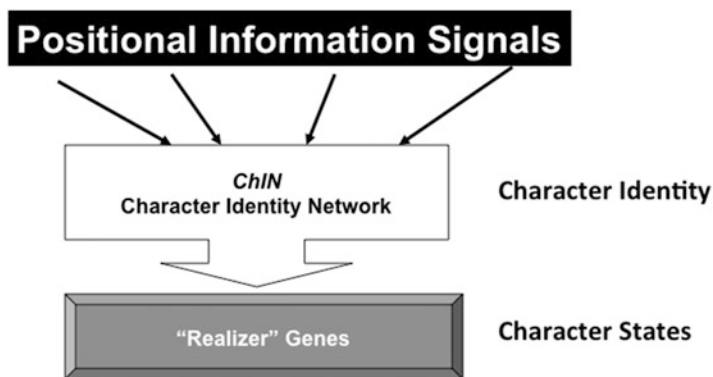 Positional Information Signals
ChIN
Character Identity Network
Character Identity
“Realizer” Genes
Character States